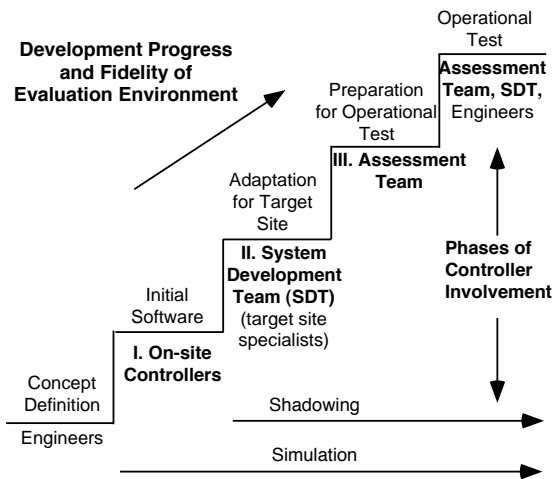 Operational
Test
Development Progress
and Fidelity of
Evaluation Environment
Assessment
Team, SDT,
Engineers
Preparation
for Operational
Test
III. Assessment
Team
Adaptation
for Target
Site
II. System
Development
Team (SDT)
(target site
specialists)
Phases of
Controller
Involvement
Initial
Software
I. On-site
Controllers
Concept
Definition
Engineers
Shadowing
Simulation